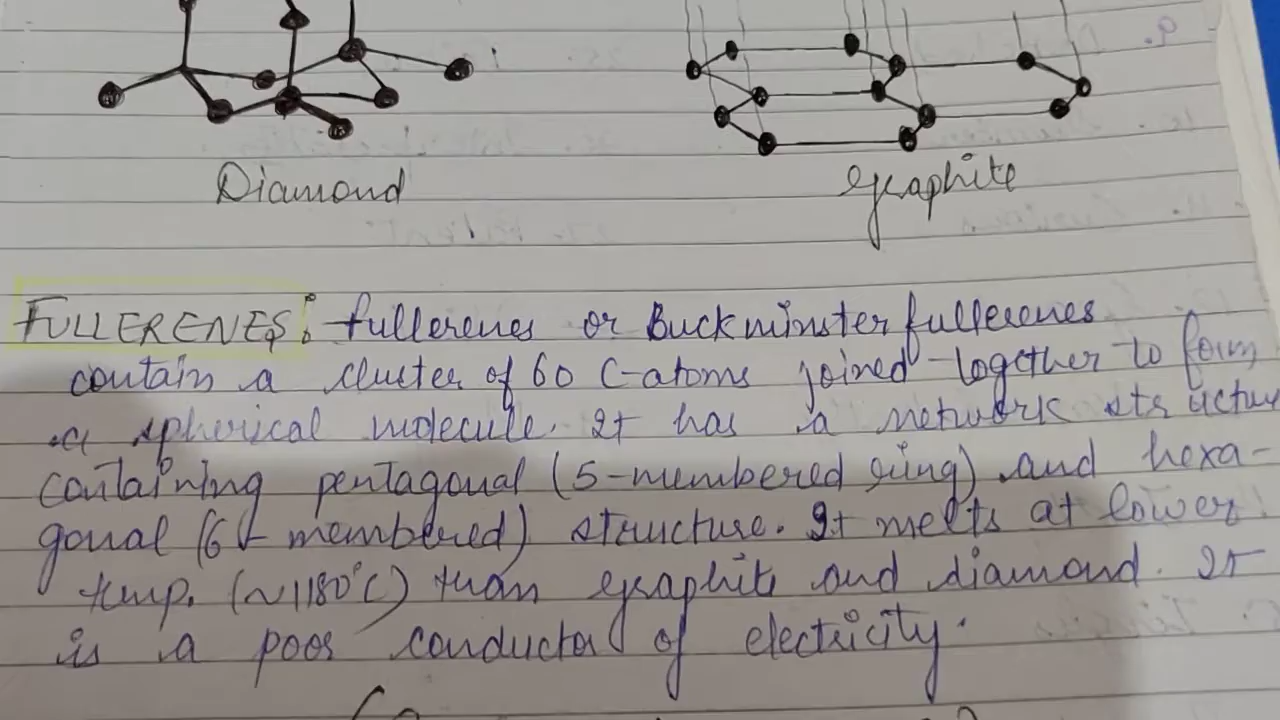 Diamond
graphite
FULLERENES: fullerenes or Buckminster fullerenes
contain a cluster of 60 C-atoms joined together to form
a spherical molecule. It has a network structure
containing pentagonal (5-membered ring) and hexa-
gonal (6-membered) structure. It melts at lower
temp. (~1180°C) than graphite and diamond. It
is a poor conductor of electricity.